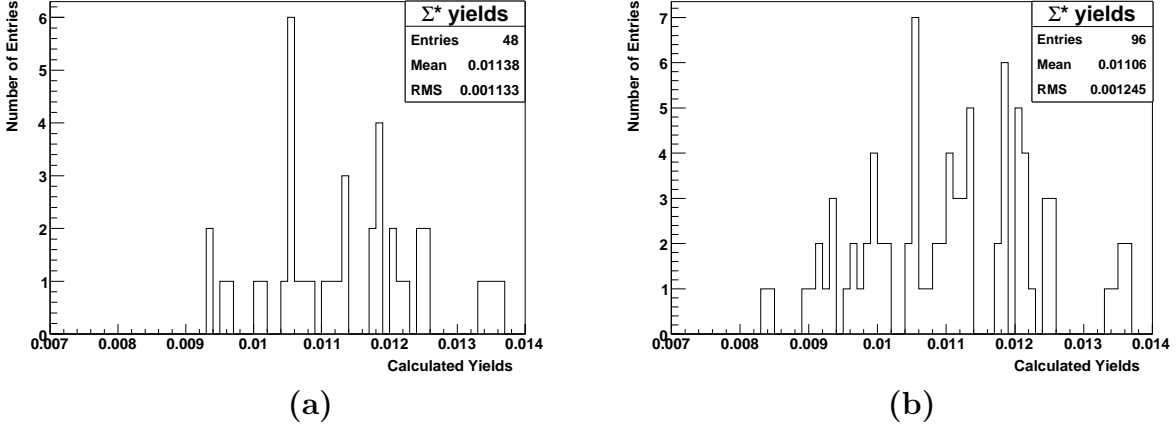 Σ* yields
Entries 48
Mean 0.01138
RMS 0.001133
Number of Entries
6
5
4
3
2
1
0
0.007 0.008 0.009 0.01 0.011 0.012 0.013 0.014
Calculated Yields
(a)
Σ* yields
Entries 96
Mean 0.01106
RMS 0.001245
Number of Entries
7
6
5
4
3
2
1
0
0.007 0.008 0.009 0.01 0.011 0.012 0.013 0.014
Calculated Yields
(b)